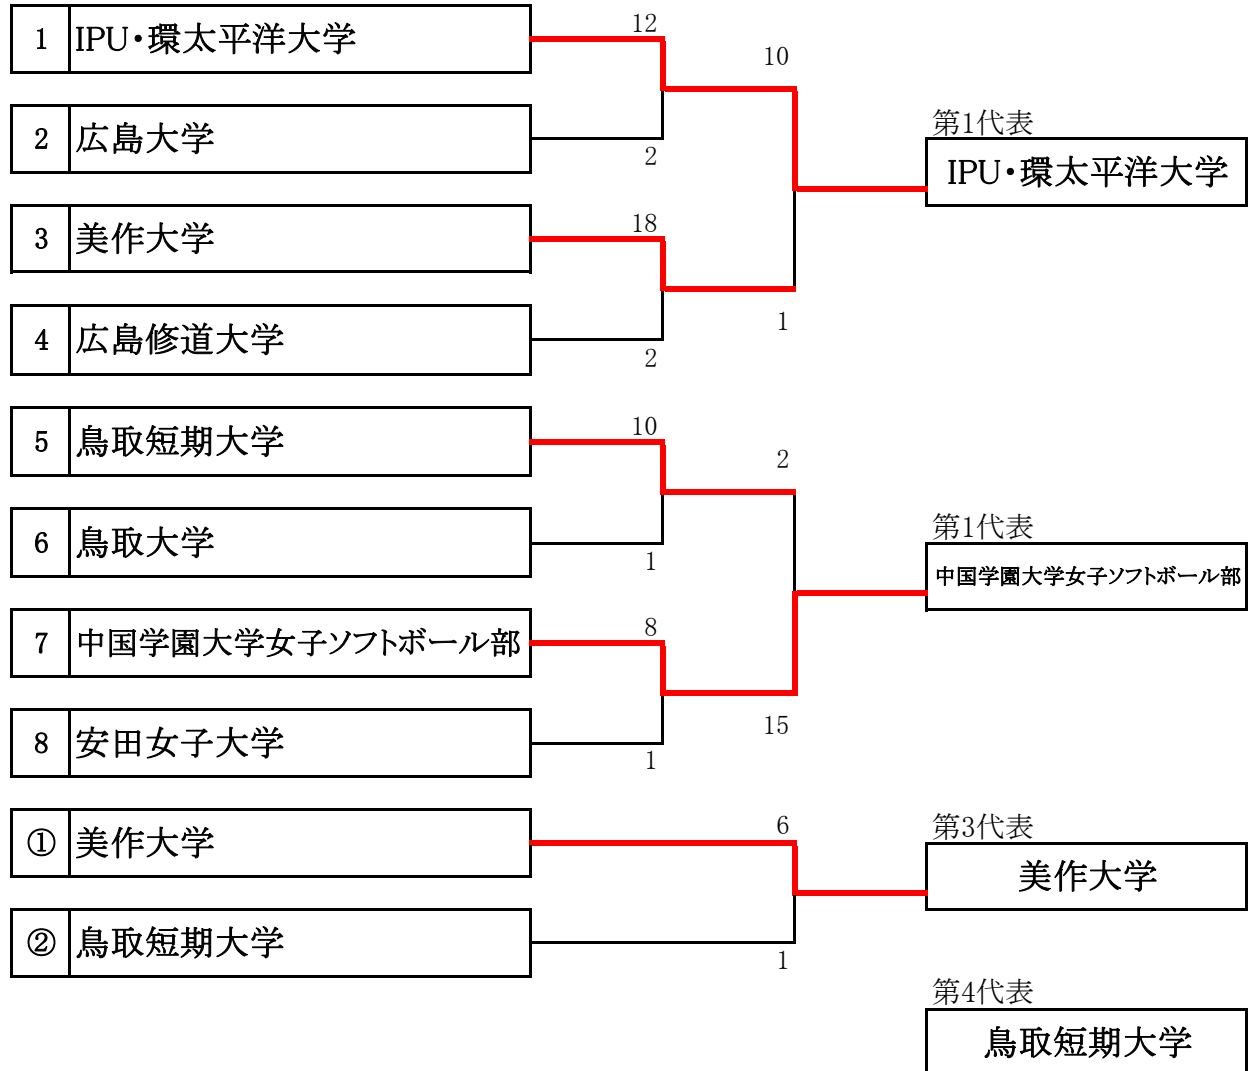 12
1 IPU・環太平洋大学
10
第1代表
2 広島大学
2
IPU・環太平洋大学
18
3 美作大学
1
4 広島修道大学
2
10
5 鳥取短期大学
2
第1代表
6 鳥取大学
1
中国学園大学女子ソフトボール部
8
7 中国学園大学女子ソフトボール部
15
8 安田女子大学
1
6
第3代表
① 美作大学
美作大学
② 鳥取短期大学
1
第4代表
鳥取短期大学